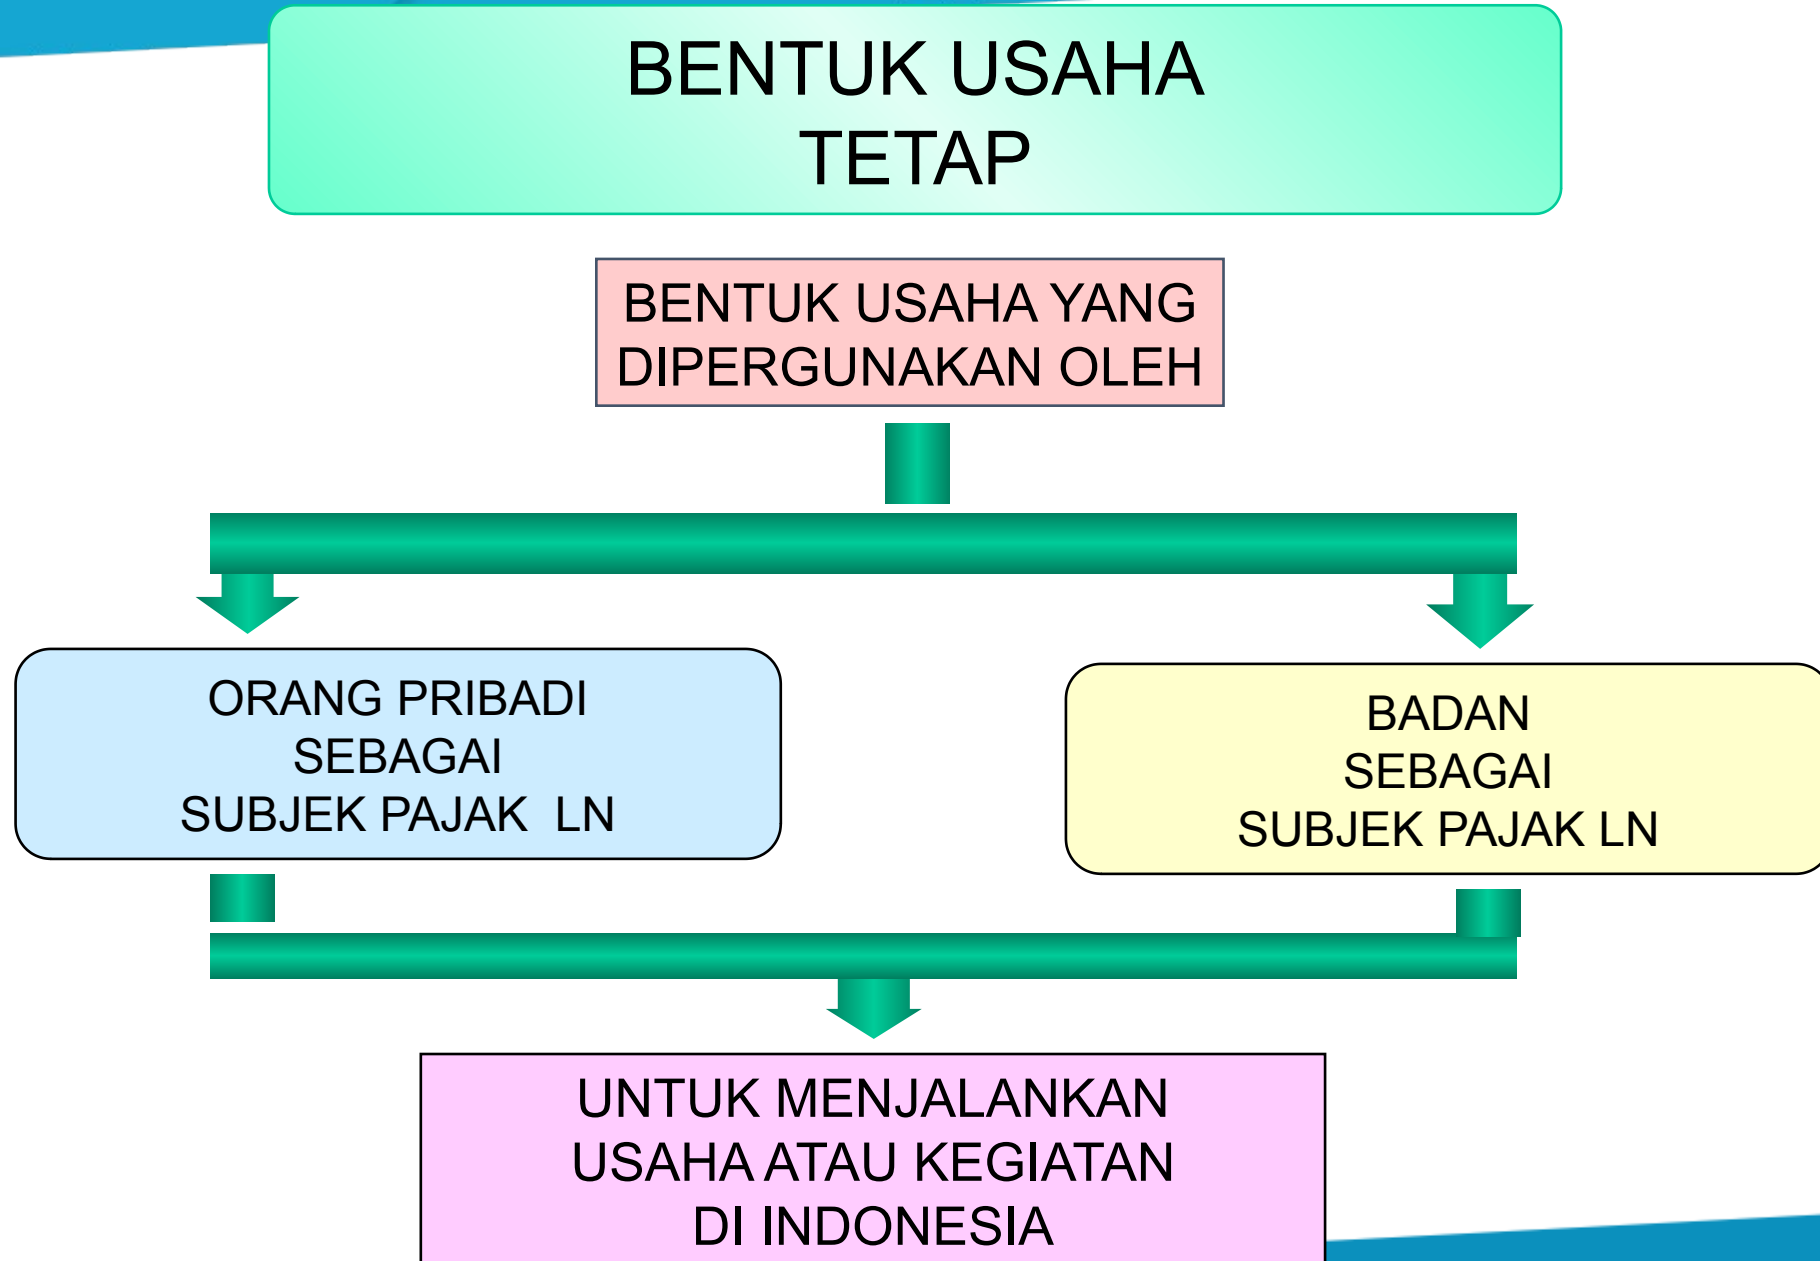 BENTUK USAHA
TETAP
BENTUK USAHA YANG
DIPERGUNAKAN OLEH
ORANG PRIBADI
SEBAGAI
SUBJEK PAJAK  LN
BADAN
SEBAGAI
SUBJEK PAJAK LN
UNTUK MENJALANKAN
USAHA ATAU KEGIATAN
DI INDONESIA